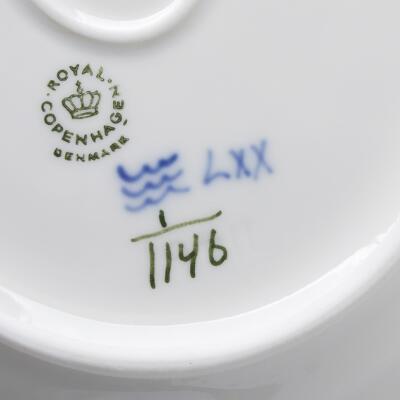 ROYAL COPENHAGEN
DENMARK
LXX
1
1146